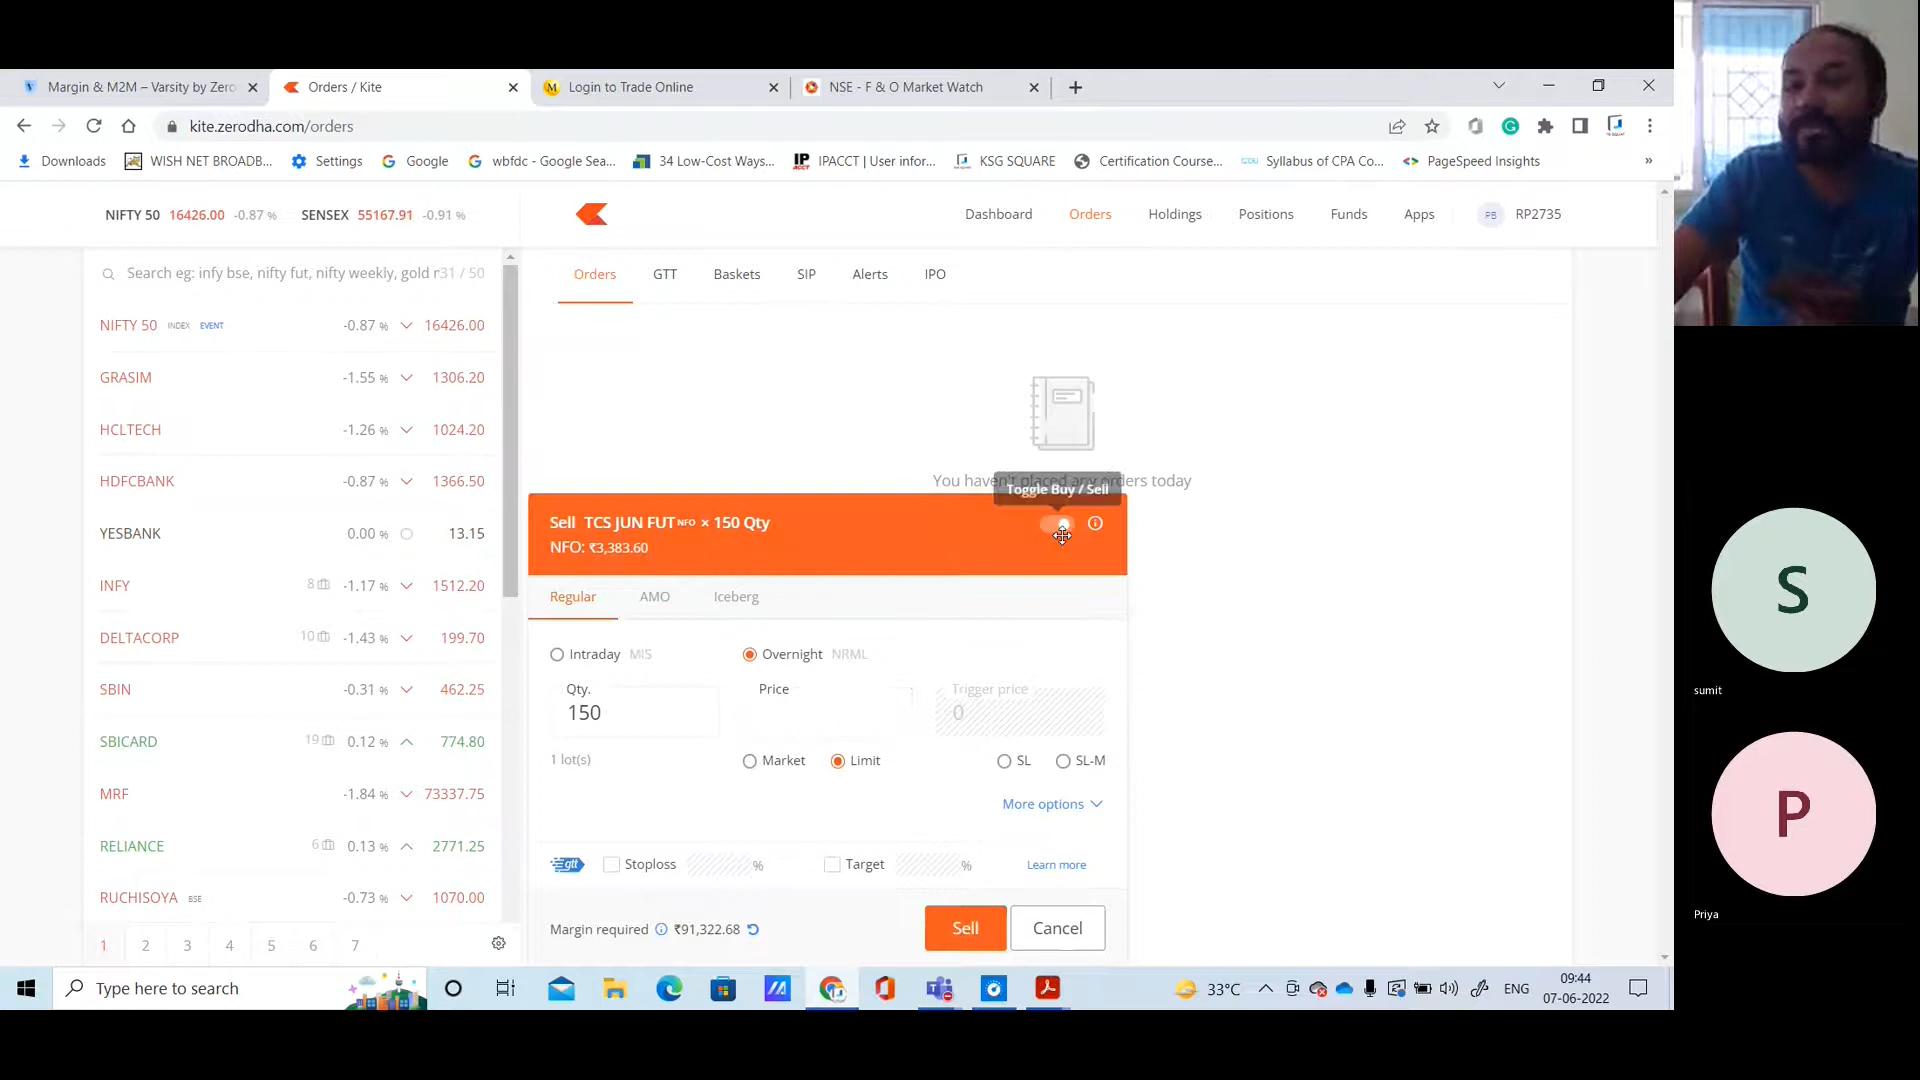 Margin & M2M – Varsity by Zero
Orders / Kite
Login to Trade Online
NSE - F & O Market Watch
kite.zerodha.com/orders
Downloads
WISH NET BROADB...
Settings
Google
wbfdc - Google Sea...
34 Low-Cost Ways...
IPACCT | User infor...
KSG SQUARE
Certification Course...
Syllabus of CPA Co...
PageSpeed Insights
»
NIFTY 50 16426.00 -0.87 % SENSEX 55167.91 -0.91 %
Dashboard Orders Holdings Positions Funds Apps PB RP2735
Search eg: infy bse, nifty fut, nifty weekly, gold r 31 / 50
Orders GTT Baskets SIP Alerts IPO
NIFTY 50 INDEX EVENT -0.87 % 16426.00
GRASIM -1.55 % 1306.20
HCLTECH -1.26 % 1024.20
HDFCBANK -0.87 % 1366.50
YESBANK 0.00 % 13.15
INFY 8 -1.17 % 1512.20
DELTACORP 10 -1.43 % 199.70
SBIN -0.31 % 462.25
SBICARD 19 0.12 % 774.80
MRF -1.84 % 73337.75
RELIANCE 6 0.13 % 2771.25
RUCHISOYA BSE -0.73 % 1070.00
1 2 3 4 5 6 7
You haven't placed any orders today
Toggle Buy / Sell
Sell TCS JUN FUT NFO × 150 Qty
NFO: ₹3,383.60
Regular AMO Iceberg
Intraday MIS Overnight NRML
Qty. Price Trigger price
150 0
1 lot(s) Market Limit SL SL-M
More options
gtt Stoploss % Target % Learn more
Margin required ₹91,322.68 Sell Cancel
S
sumit
P
Priya
Type here to search
33°C
ENG
09:44
07-06-2022